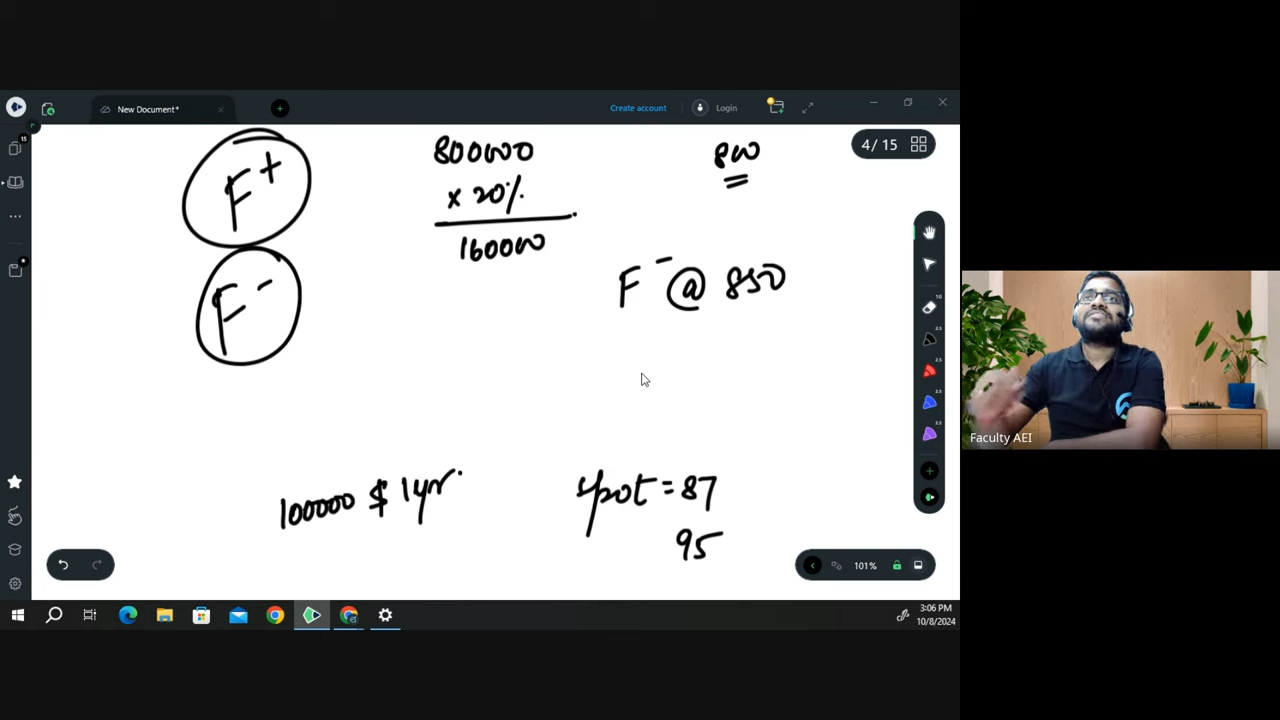 New Document*
Create account
Login
F+
800000
x 20%
160000
800
4/ 15
F-
F- @ 850
100000 $ 1yr.
spot = 87
95
101%
Faculty AEI
3:06 PM
10/8/2024